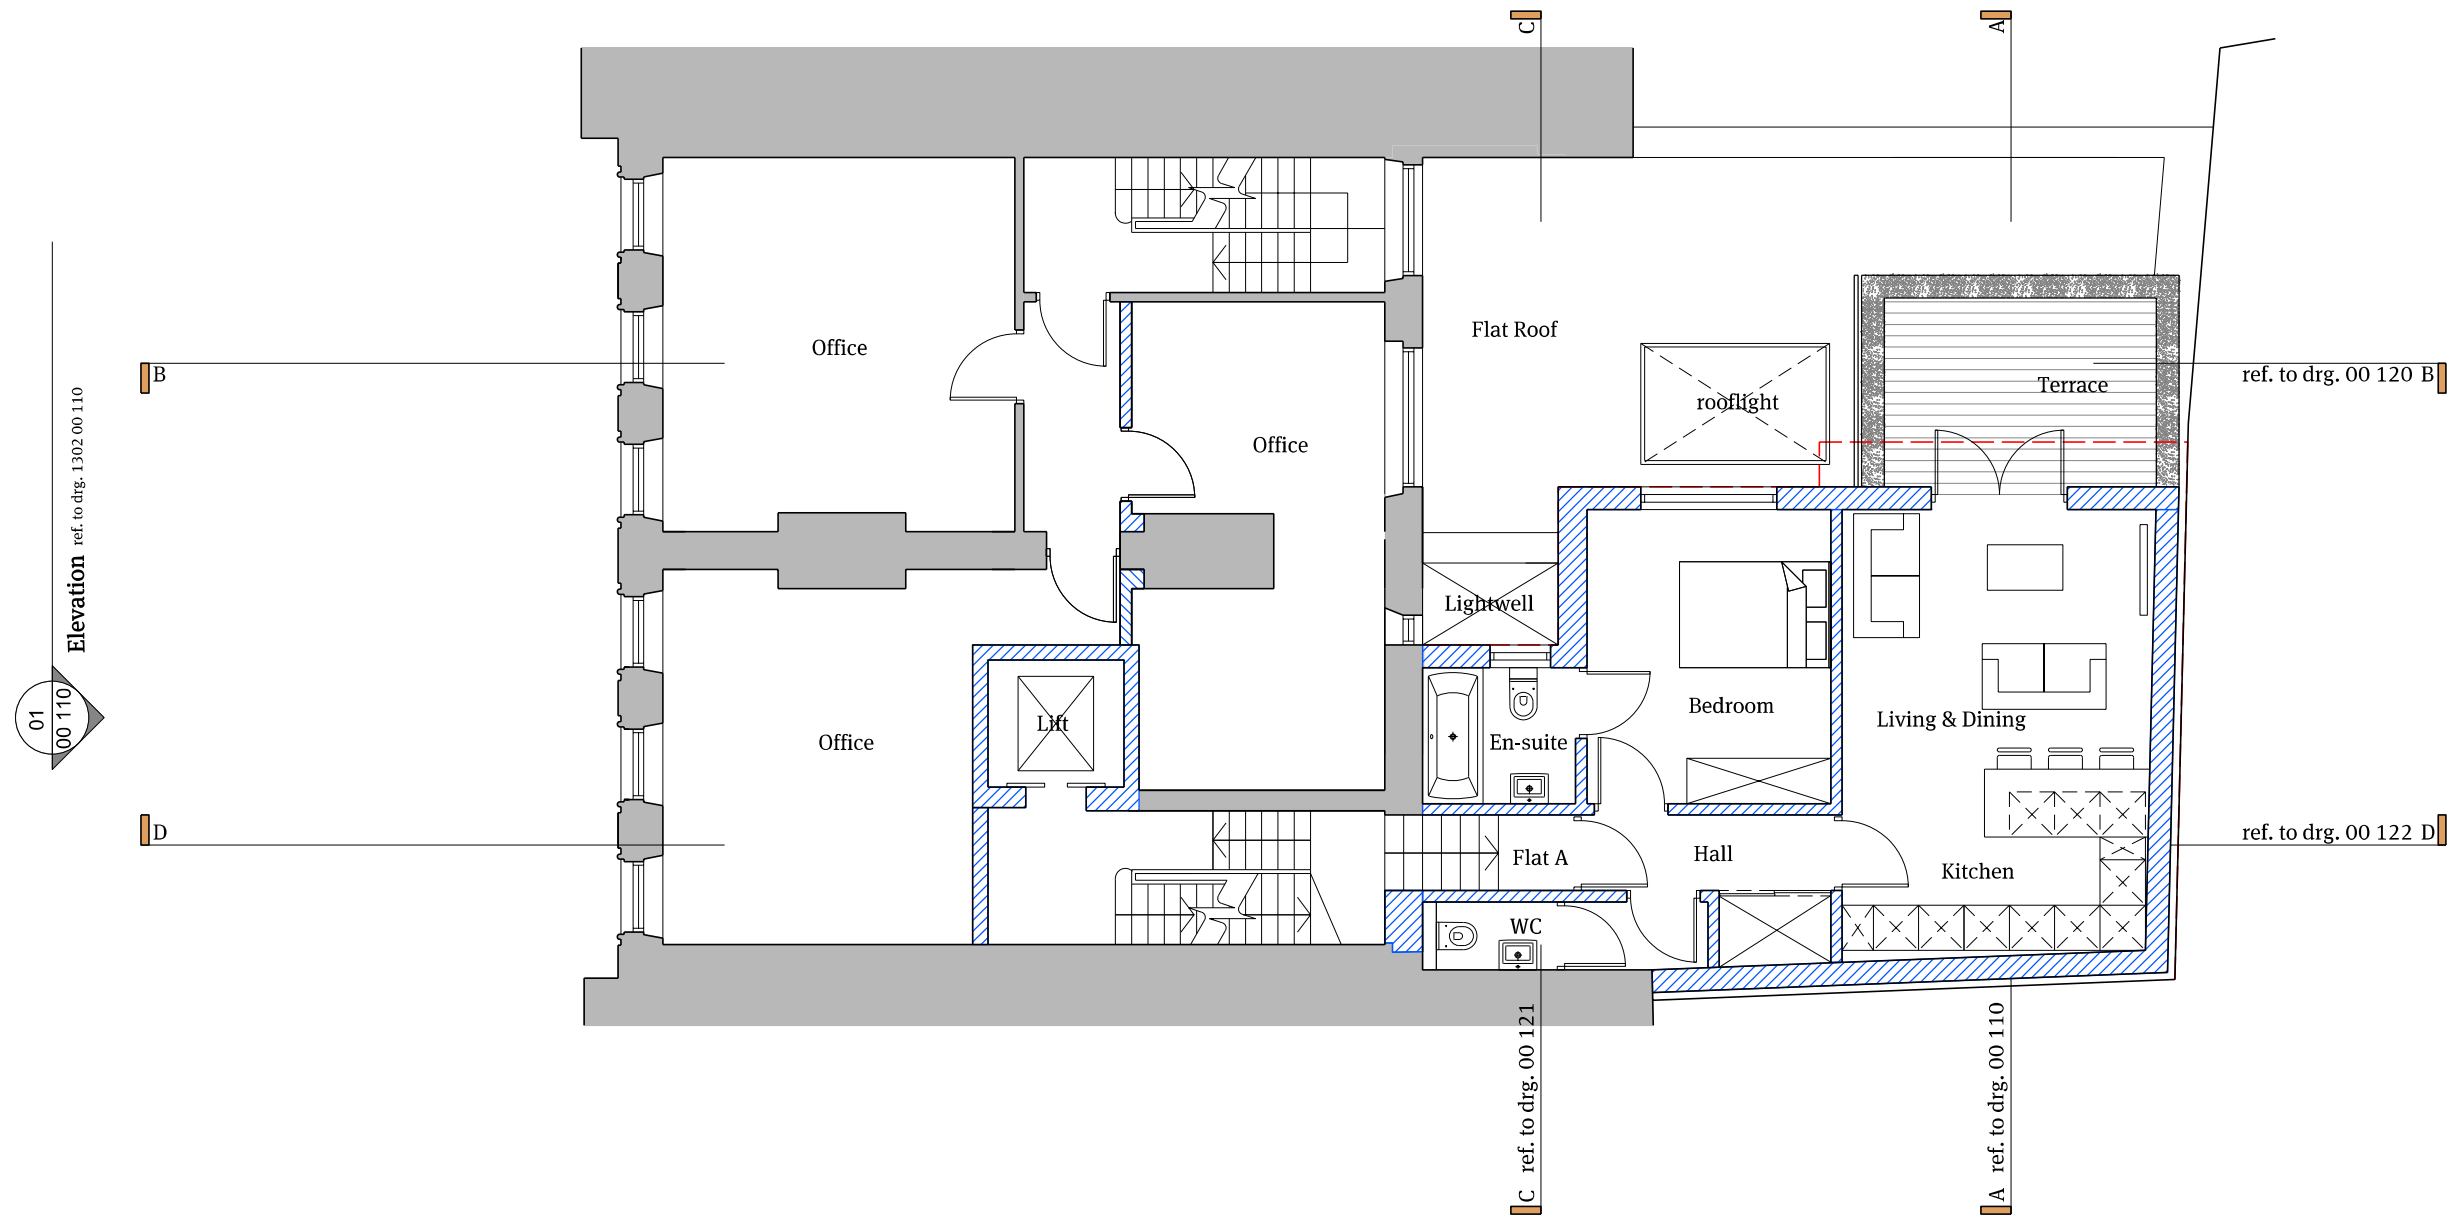 C
A
Office
Flat Roof
B
ref. to drg. 00 120 B
Terrace
rooflight
Office
Elevation ref. to drg. 1302 00 110
Lightwell
01
00 110
Lift
Office
En-suite
Bedroom
Living & Dining
D
ref. to drg. 00 122 D
Flat A
Hall
Kitchen
WC
C ref. to drg. 00 121
A ref. to drg. 00 110